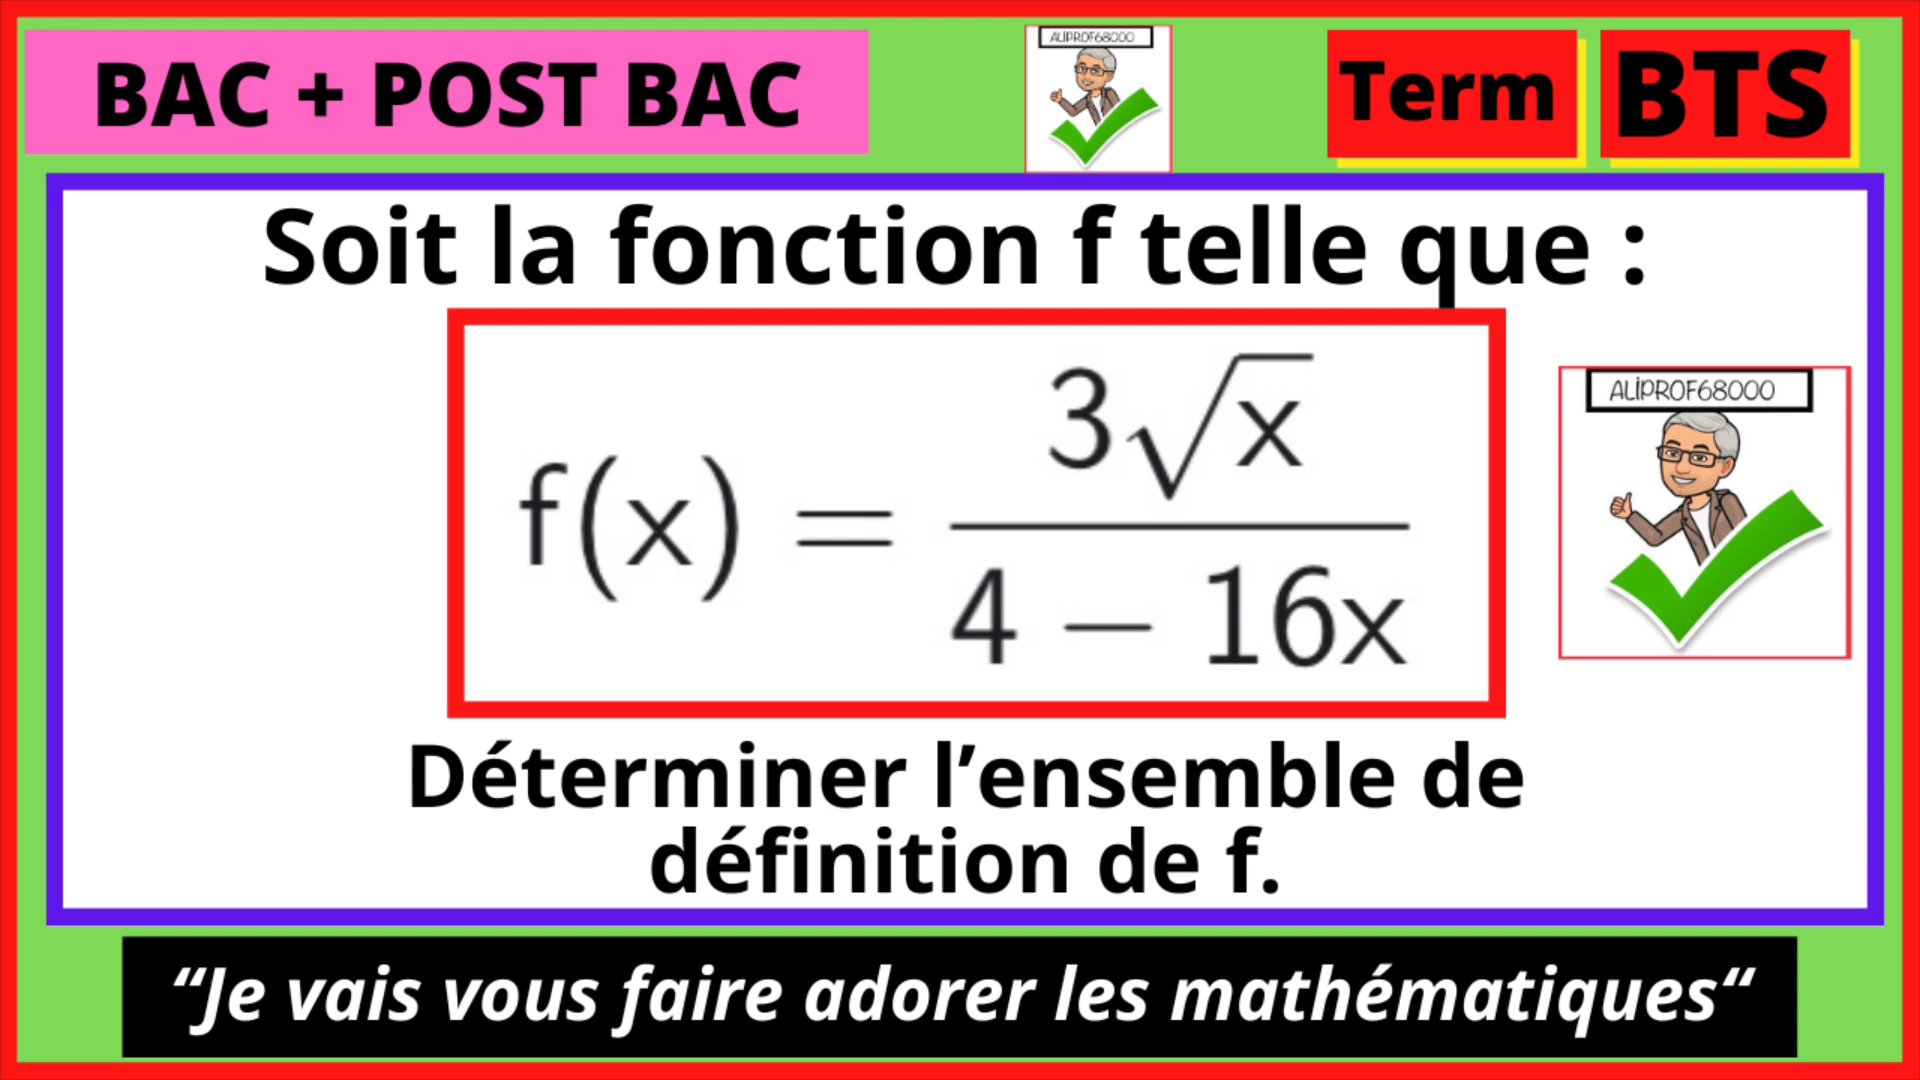 BAC + POST BAC
ALIPROF68000
Term
BTS
Soit la fonction f telle que :
f(x) = 3√x / (4 − 16x)
ALIPROF68000
Déterminer l’ensemble de
définition de f.
“Je vais vous faire adorer les mathématiques“